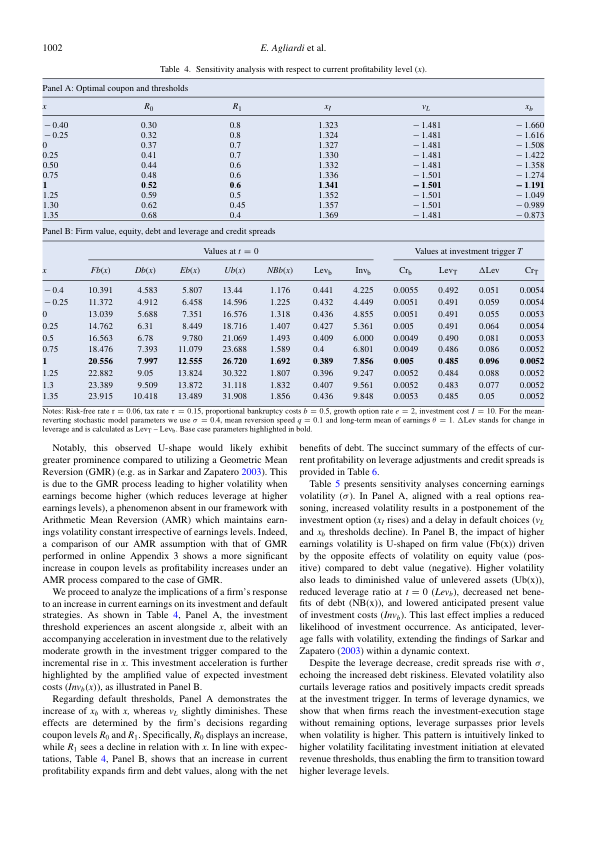 1002
E. Agliardi et al.
Table 4. Sensitivity analysis with respect to current profitability level (x).
Panel A: Optimal coupon and thresholds
x R0 R1 xI vL xb
−0.40 0.30 0.8 1.323 −1.481 −1.660
−0.25 0.32 0.8 1.324 −1.481 −1.616
0 0.37 0.7 1.327 −1.481 −1.508
0.25 0.41 0.7 1.330 −1.481 −1.422
0.50 0.44 0.6 1.332 −1.481 −1.358
0.75 0.48 0.6 1.336 −1.501 −1.274
1 0.52 0.6 1.341 −1.501 −1.191
1.25 0.59 0.5 1.352 −1.501 −1.049
1.30 0.62 0.45 1.357 −1.501 −0.989
1.35 0.68 0.4 1.369 −1.481 −0.873
Panel B: Firm value, equity, debt and leverage and credit spreads
Values at t = 0 Values at investment trigger T
x Fb(x) Db(x) Eb(x) Ub(x) NBb(x) Levb Invb Crb LevT ΔLev CrT
−0.4 10.391 4.583 5.807 13.44 1.176 0.441 4.225 0.0055 0.492 0.051 0.0054
−0.25 11.372 4.912 6.458 14.596 1.225 0.432 4.449 0.0051 0.491 0.059 0.0054
0 13.039 5.688 7.351 16.576 1.318 0.436 4.855 0.0051 0.491 0.055 0.0053
0.25 14.762 6.31 8.449 18.716 1.407 0.427 5.361 0.005 0.491 0.064 0.0054
0.5 16.563 6.78 9.780 21.069 1.493 0.409 6.000 0.0049 0.490 0.081 0.0053
0.75 18.476 7.393 11.079 23.688 1.589 0.4 6.801 0.0049 0.486 0.086 0.0052
1 20.556 7.997 12.555 26.720 1.692 0.389 7.856 0.005 0.485 0.096 0.0052
1.25 22.882 9.05 13.824 30.322 1.807 0.396 9.247 0.0052 0.484 0.088 0.0052
1.3 23.389 9.509 13.872 31.118 1.832 0.407 9.561 0.0052 0.483 0.077 0.0052
1.35 23.915 10.418 13.489 31.908 1.856 0.436 9.848 0.0053 0.485 0.05 0.0052
Notes: Risk-free rate r = 0.06, tax rate τ = 0.15, proportional bankruptcy costs b = 0.5, growth option rate e = 2, investment cost I = 10. For the mean-
reverting stochastic model parameters we use σ = 0.4, mean reversion speed q = 0.1 and long-term mean of earnings θ = 1. ΔLev stands for change in
leverage and is calculated as LevT − Levb. Base case parameters highlighted in bold.
Notably, this observed U-shape would likely exhibit
greater prominence compared to utilizing a Geometric Mean
Reversion (GMR) (e.g. as in Sarkar and Zapatero 2003). This
is due to the GMR process leading to higher volatility when
earnings become higher (which reduces leverage at higher
earnings levels), a phenomenon absent in our framework with
Arithmetic Mean Reversion (AMR) which maintains earn-
ings volatility constant irrespective of earnings levels. Indeed,
a comparison of our AMR assumption with that of GMR
performed in online Appendix 3 shows a more significant
increase in coupon levels as profitability increases under an
AMR process compared to the case of GMR.
We proceed to analyze the implications of a firm's response
to an increase in current earnings on its investment and default
strategies. As shown in Table 4, Panel A, the investment
threshold experiences an ascent alongside x, albeit with an
accompanying acceleration in investment due to the relatively
moderate growth in the investment trigger compared to the
incremental rise in x. This investment acceleration is further
highlighted by the amplified value of expected investment
costs (Invb(x)), as illustrated in Panel B.
Regarding default thresholds, Panel A demonstrates the
increase of xb with x, whereas vL slightly diminishes. These
effects are determined by the firm's decisions regarding
coupon levels R0 and R1. Specifically, R0 displays an increase,
while R1 sees a decline in relation with x. In line with expec-
tations, Table 4, Panel B, shows that an increase in current
profitability expands firm and debt values, along with the net
benefits of debt. The succinct summary of the effects of cur-
rent profitability on leverage adjustments and credit spreads is
provided in Table 6.
Table 5 presents sensitivity analyses concerning earnings
volatility (σ). In Panel A, aligned with a real options rea-
soning, increased volatility results in a postponement of the
investment option (xI rises) and a delay in default choices (vL
and xb thresholds decline). In Panel B, the impact of higher
earnings volatility is U-shaped on firm value (Fb(x)) driven
by the opposite effects of volatility on equity value (pos-
itive) compared to debt value (negative). Higher volatility
also leads to diminished value of unlevered assets (Ub(x)),
reduced leverage ratio at t = 0 (Levb), decreased net bene-
fits of debt (NB(x)), and lowered anticipated present value
of investment costs (Invb). This last effect implies a reduced
likelihood of investment occurrence. As anticipated, lever-
age falls with volatility, extending the findings of Sarkar and
Zapatero (2003) within a dynamic context.
Despite the leverage decrease, credit spreads rise with σ,
echoing the increased debt riskiness. Elevated volatility also
curtails leverage ratios and positively impacts credit spreads
at the investment trigger. In terms of leverage dynamics, we
show that when firms reach the investment-execution stage
without remaining options, leverage surpasses prior levels
when volatility is higher. This pattern is intuitively linked to
higher volatility facilitating investment initiation at elevated
revenue thresholds, thus enabling the firm to transition toward
higher leverage levels.